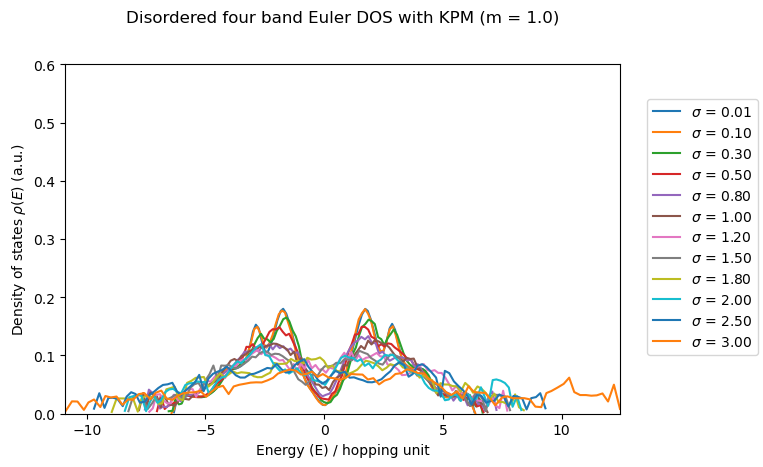 Disordered four band Euler DOS with KPM (m = 1.0)
Density of states ρ(E) (a.u.)
0.6
0.5
0.4
0.3
0.2
0.1
0.0
−10
−5
0
5
10
Energy (E) / hopping unit
σ = 0.01
σ = 0.10
σ = 0.30
σ = 0.50
σ = 0.80
σ = 1.00
σ = 1.20
σ = 1.50
σ = 1.80
σ = 2.00
σ = 2.50
σ = 3.00